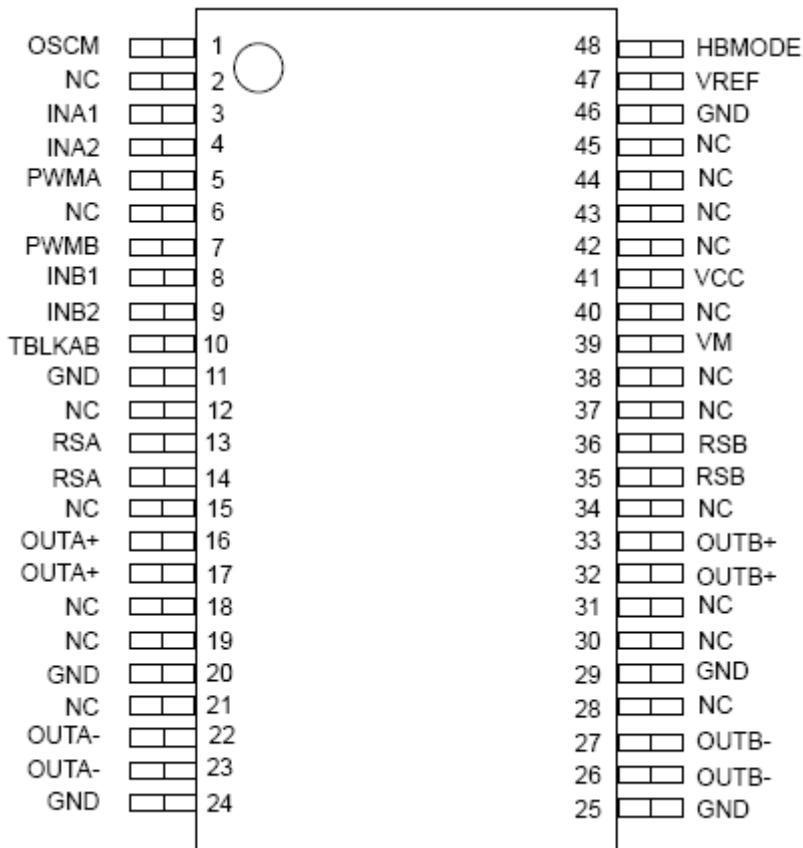 OSCM 1 48 HBMODE
NC 2 47 VREF
INA1 3 46 GND
INA2 4 45 NC
PWMA 5 44 NC
NC 6 43 NC
PWMB 7 42 NC
INB1 8 41 VCC
INB2 9 40 NC
TBLKAB 10 39 VM
GND 11 38 NC
NC 12 37 NC
RSA 13 36 RSB
RSA 14 35 RSB
NC 15 34 NC
OUTA+ 16 33 OUTB+
OUTA+ 17 32 OUTB+
NC 18 31 NC
NC 19 30 NC
GND 20 29 GND
NC 21 28 NC
OUTA- 22 27 OUTB-
OUTA- 23 26 OUTB-
GND 24 25 GND